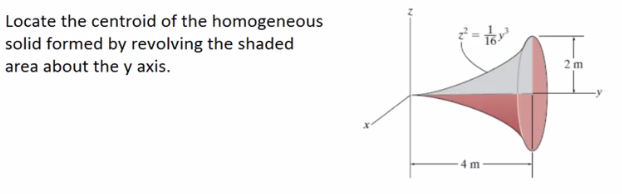 Locate the centroid of the homogeneous
solid formed by revolving the shaded
area about the y axis.
z
z² = 1/16 y³
2 m
y
x
4 m